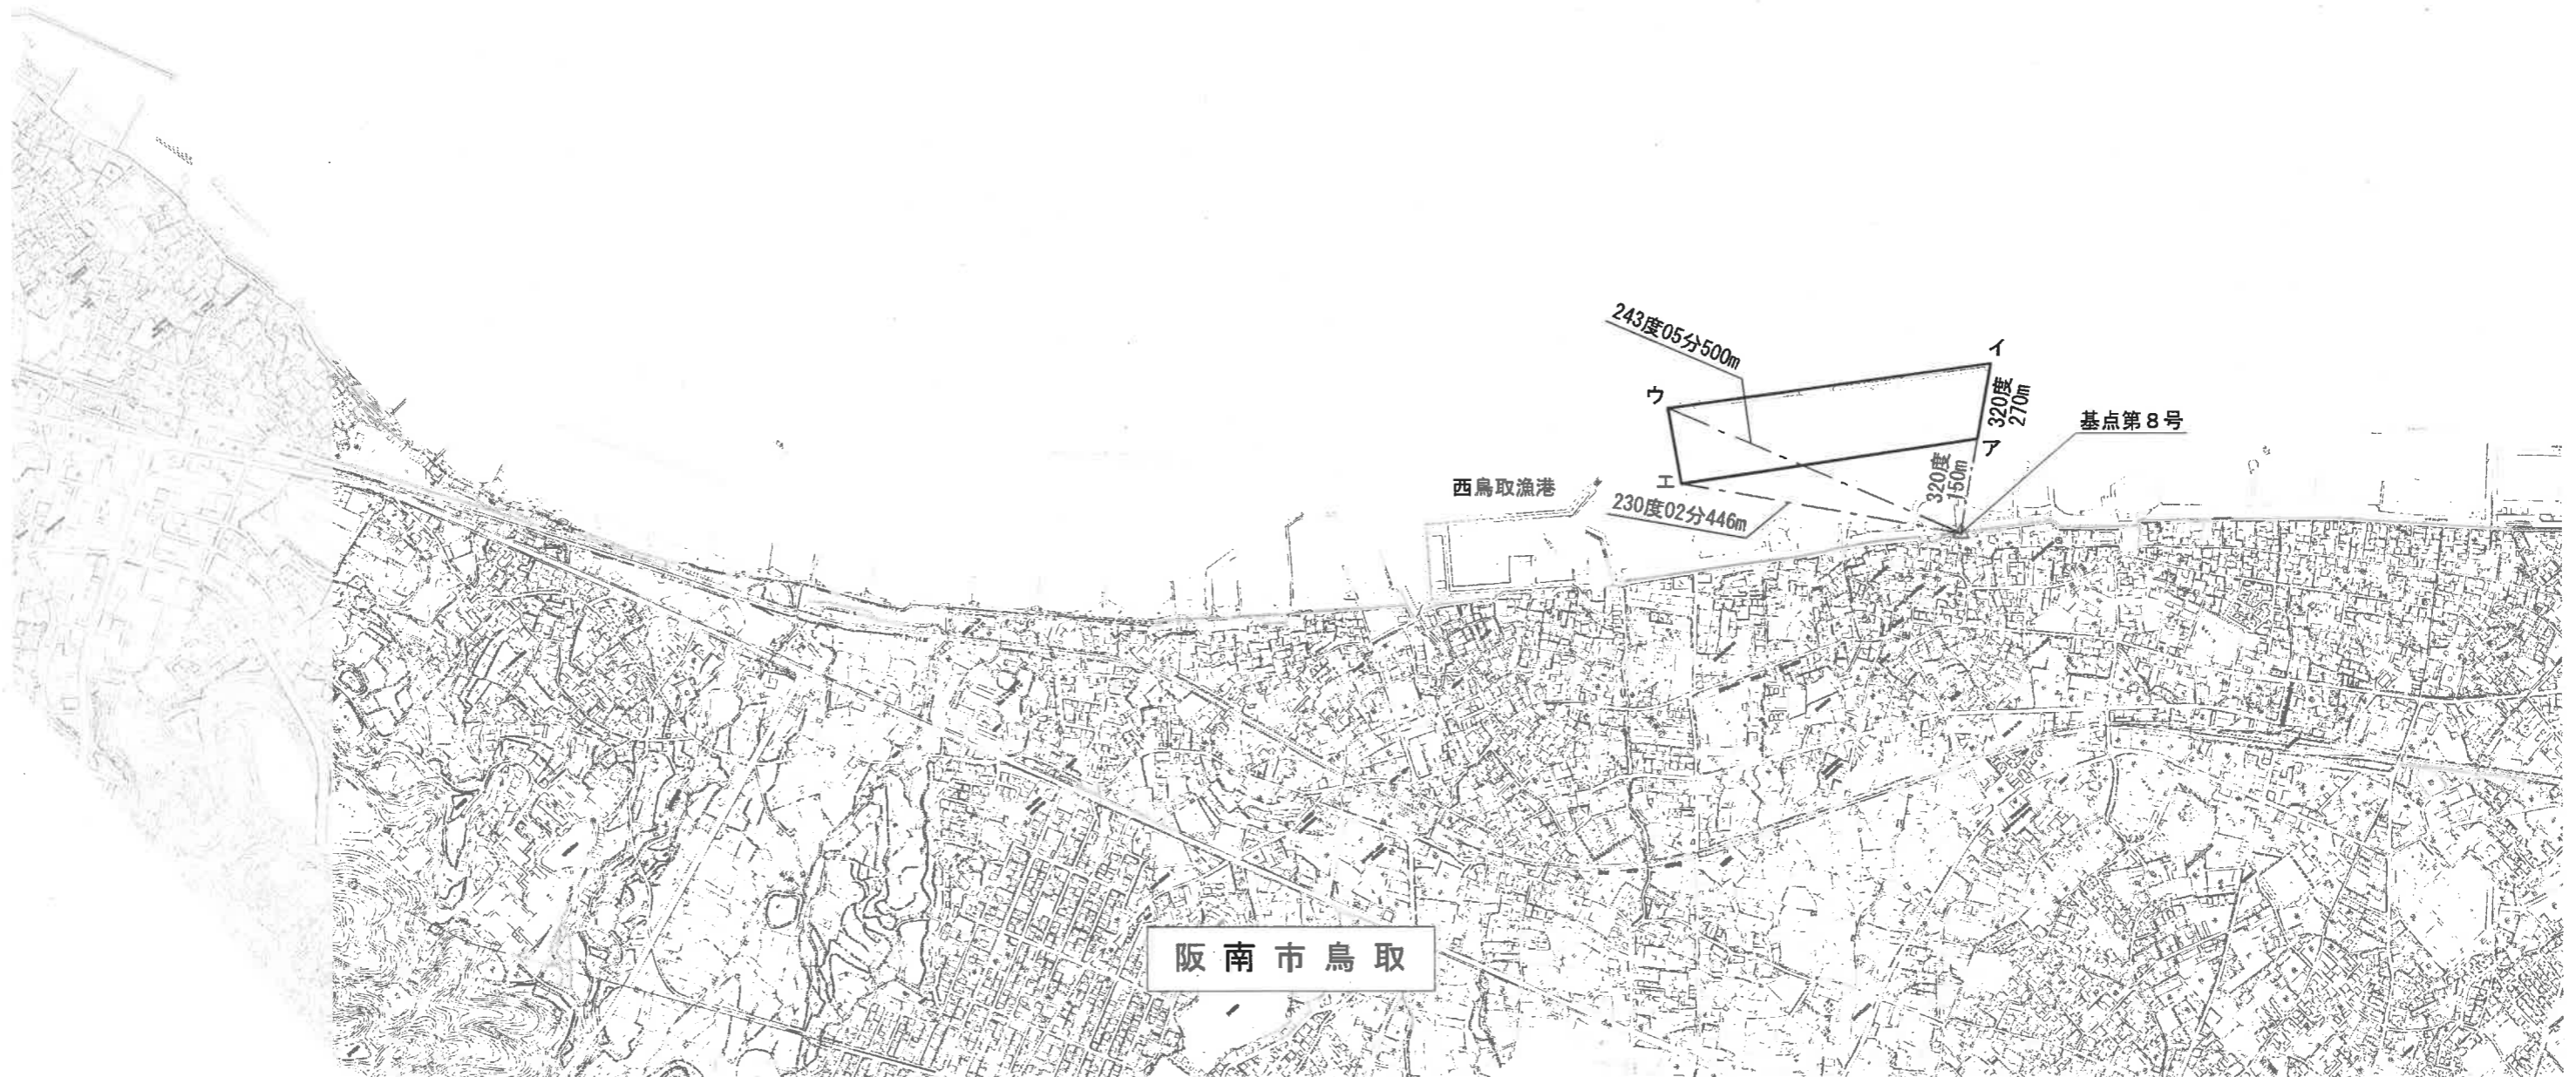 243度05分500m
イ
ウ
320度
270m
基点第8号
ア
320度
150m
エ
西鳥取漁港
230度02分446m
阪南市鳥取